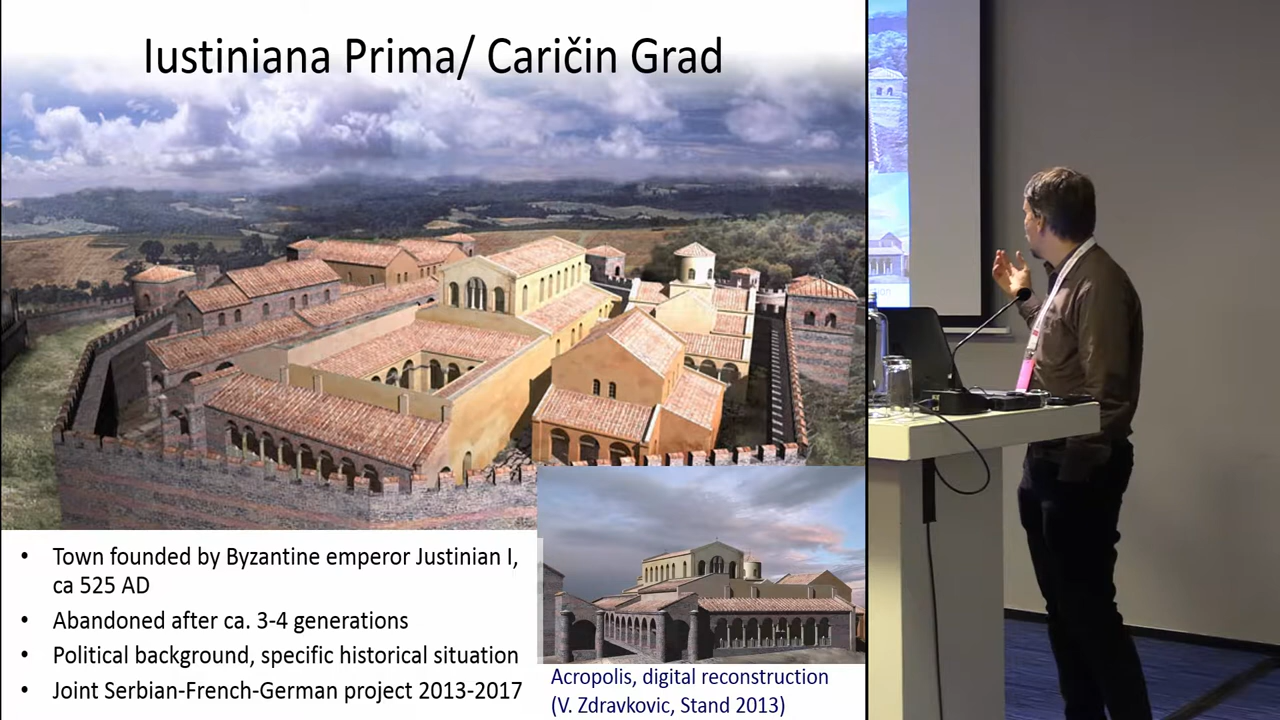 Iustiniana Prima/ Caričin Grad
• Town founded by Byzantine emperor Justinian I,
ca 525 AD
• Abandoned after ca. 3-4 generations
• Political background, specific historical situation
• Joint Serbian-French-German project 2013-2017
Acropolis, digital reconstruction
(V. Zdravkovic, Stand 2013)